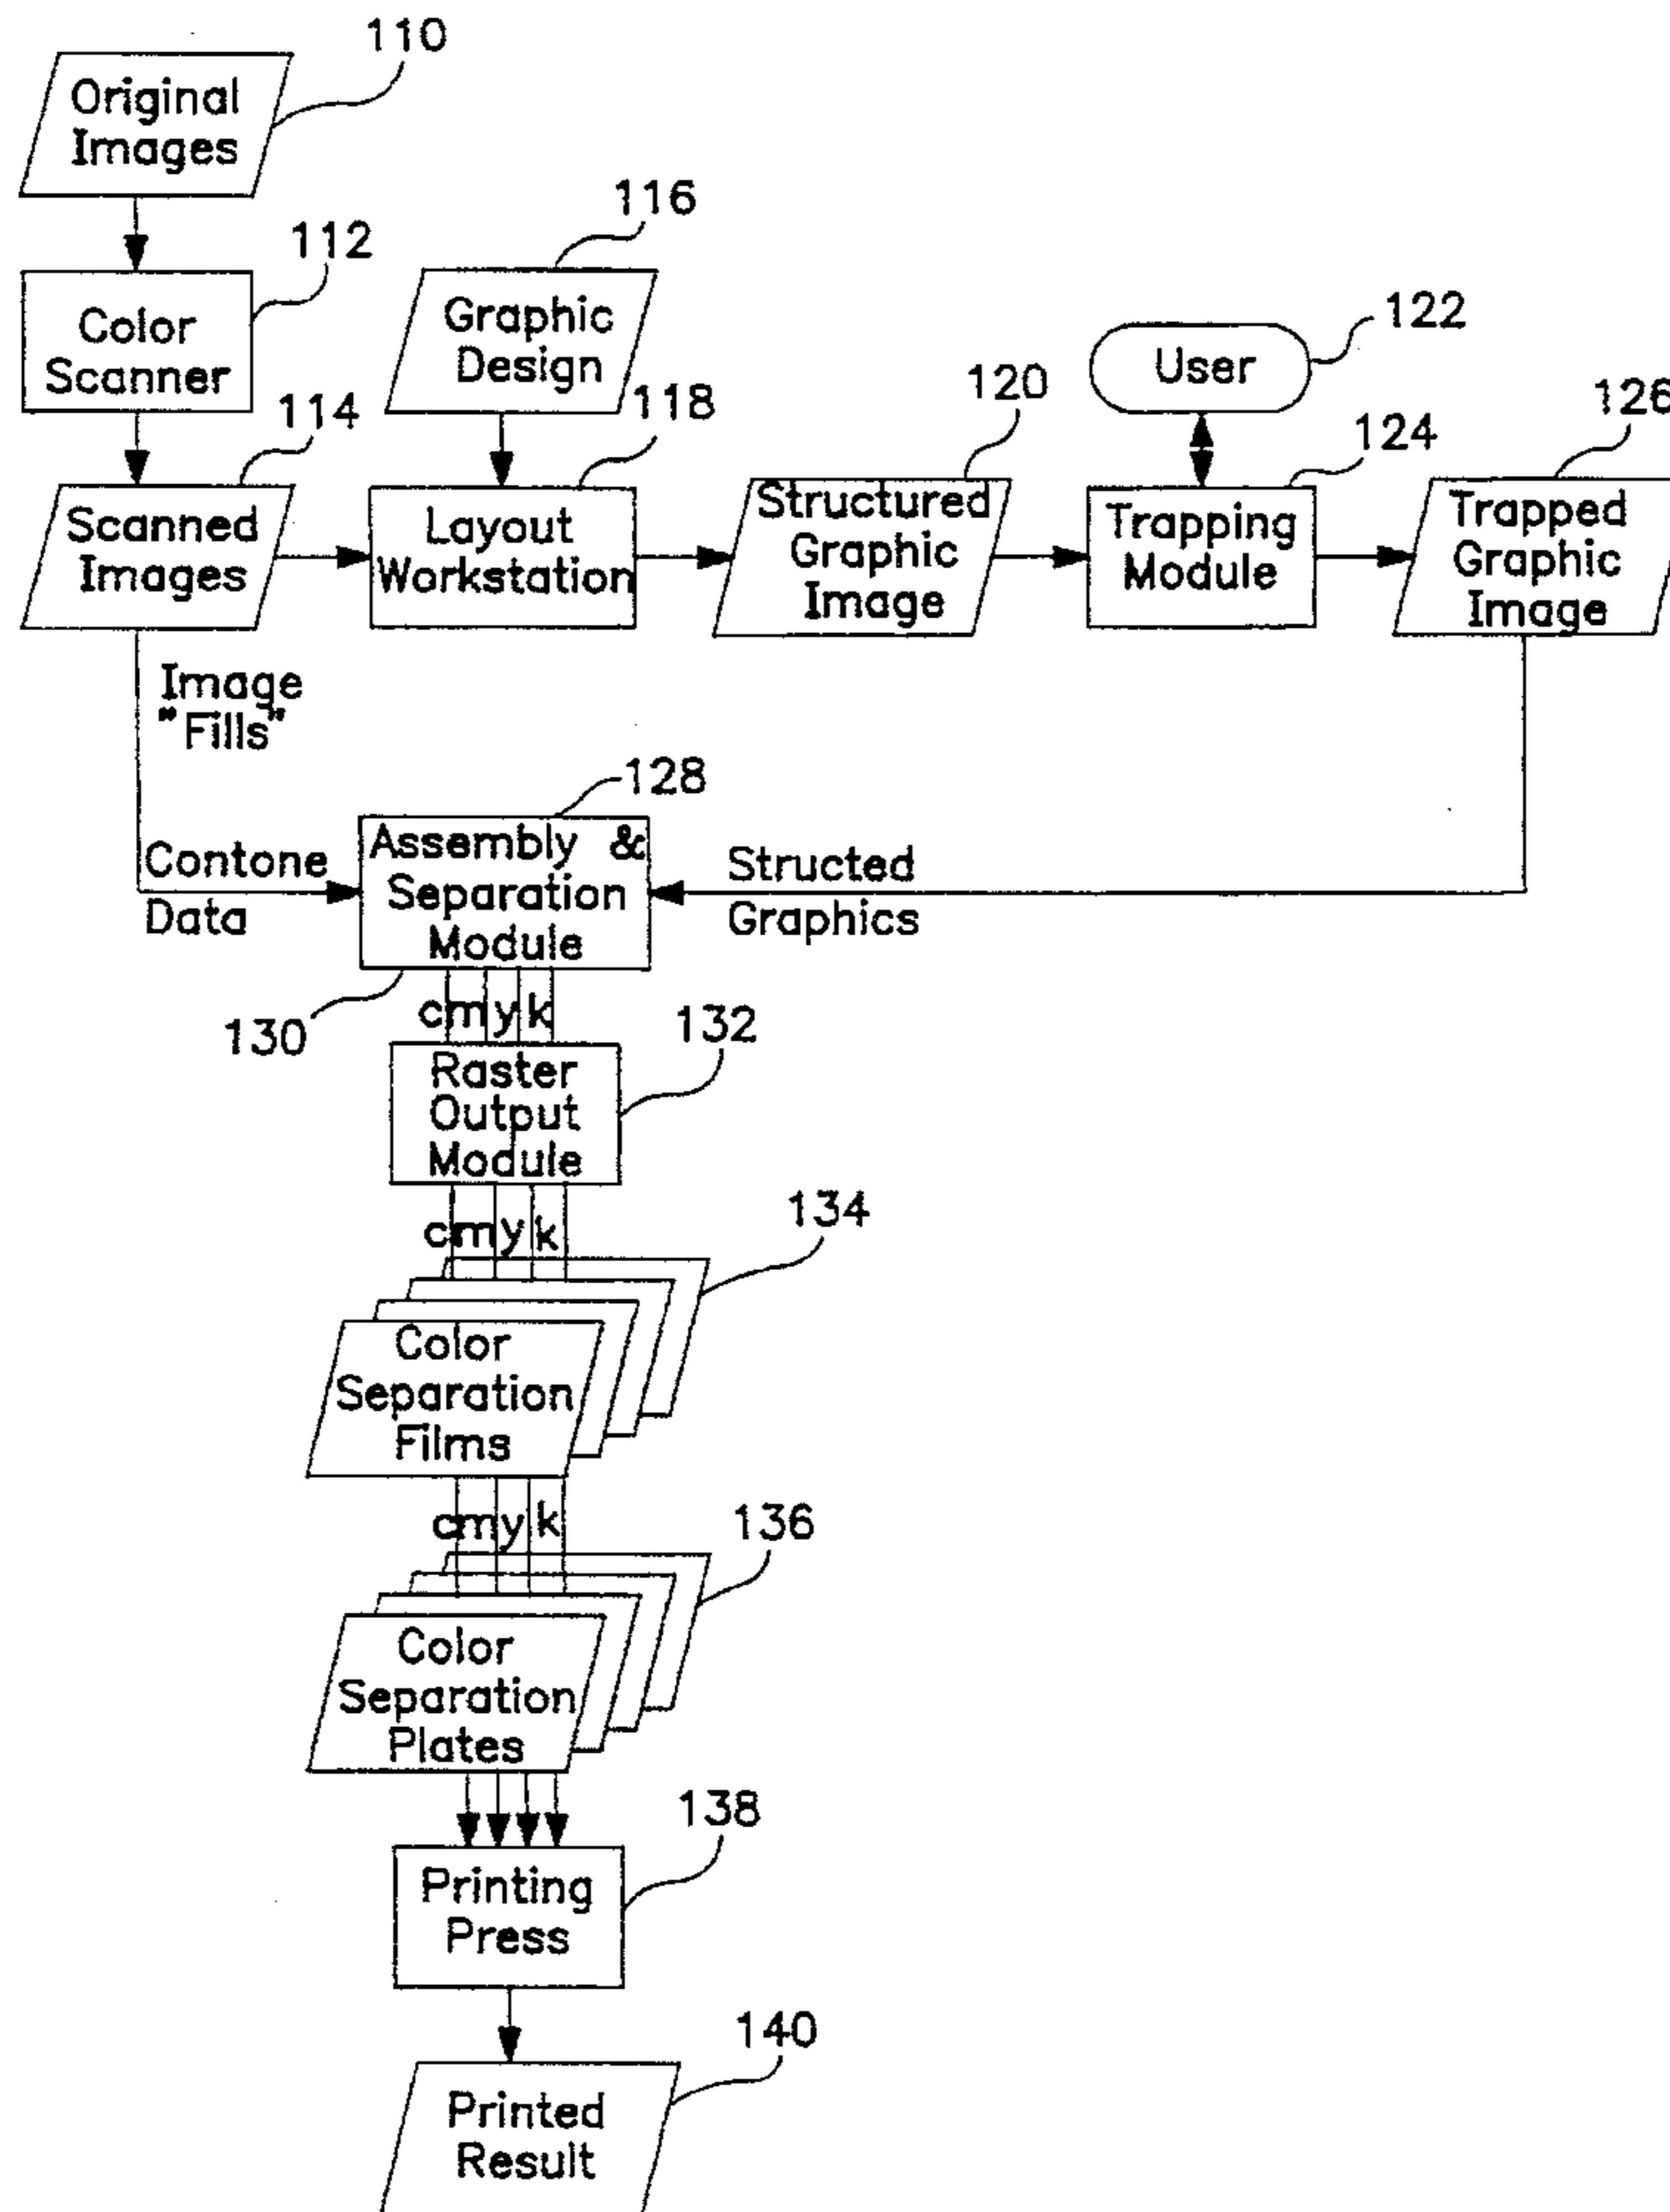 110
Original
Images
112
Color
Scanner
114
Scanned
Images
116
Graphic
Design
118
Layout
Workstation
120
Structured
Graphic
Image
122
User
124
Trapping
Module
126
Trapped
Graphic
Image
Image
"Fills"
Contone
Data
128
Assembly &
Separation
Module
Structed
Graphics
130
c m y k
132
Raster
Output
Module
c m y k
134
Color
Separation
Films
c m y k
136
Color
Separation
Plates
138
Printing
Press
140
Printed
Result